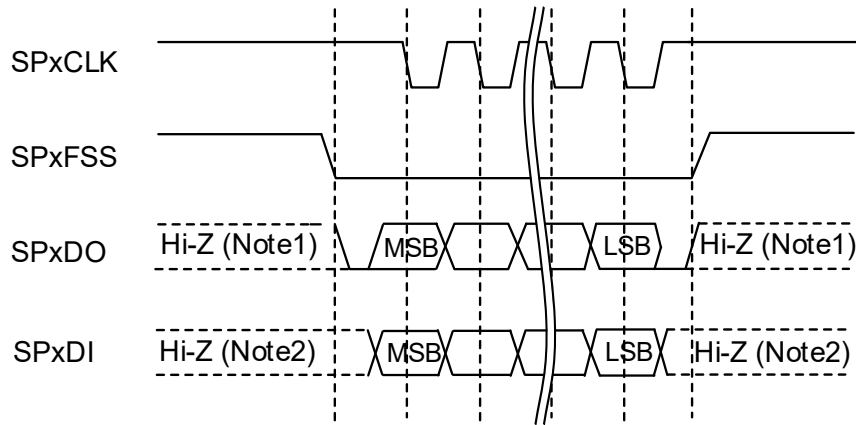 SPxCLK
SPxFSS
SPxDO Hi-Z (Note1) MSB LSB Hi-Z (Note1)
SPxDI Hi-Z (Note2) MSB LSB Hi-Z (Note2)